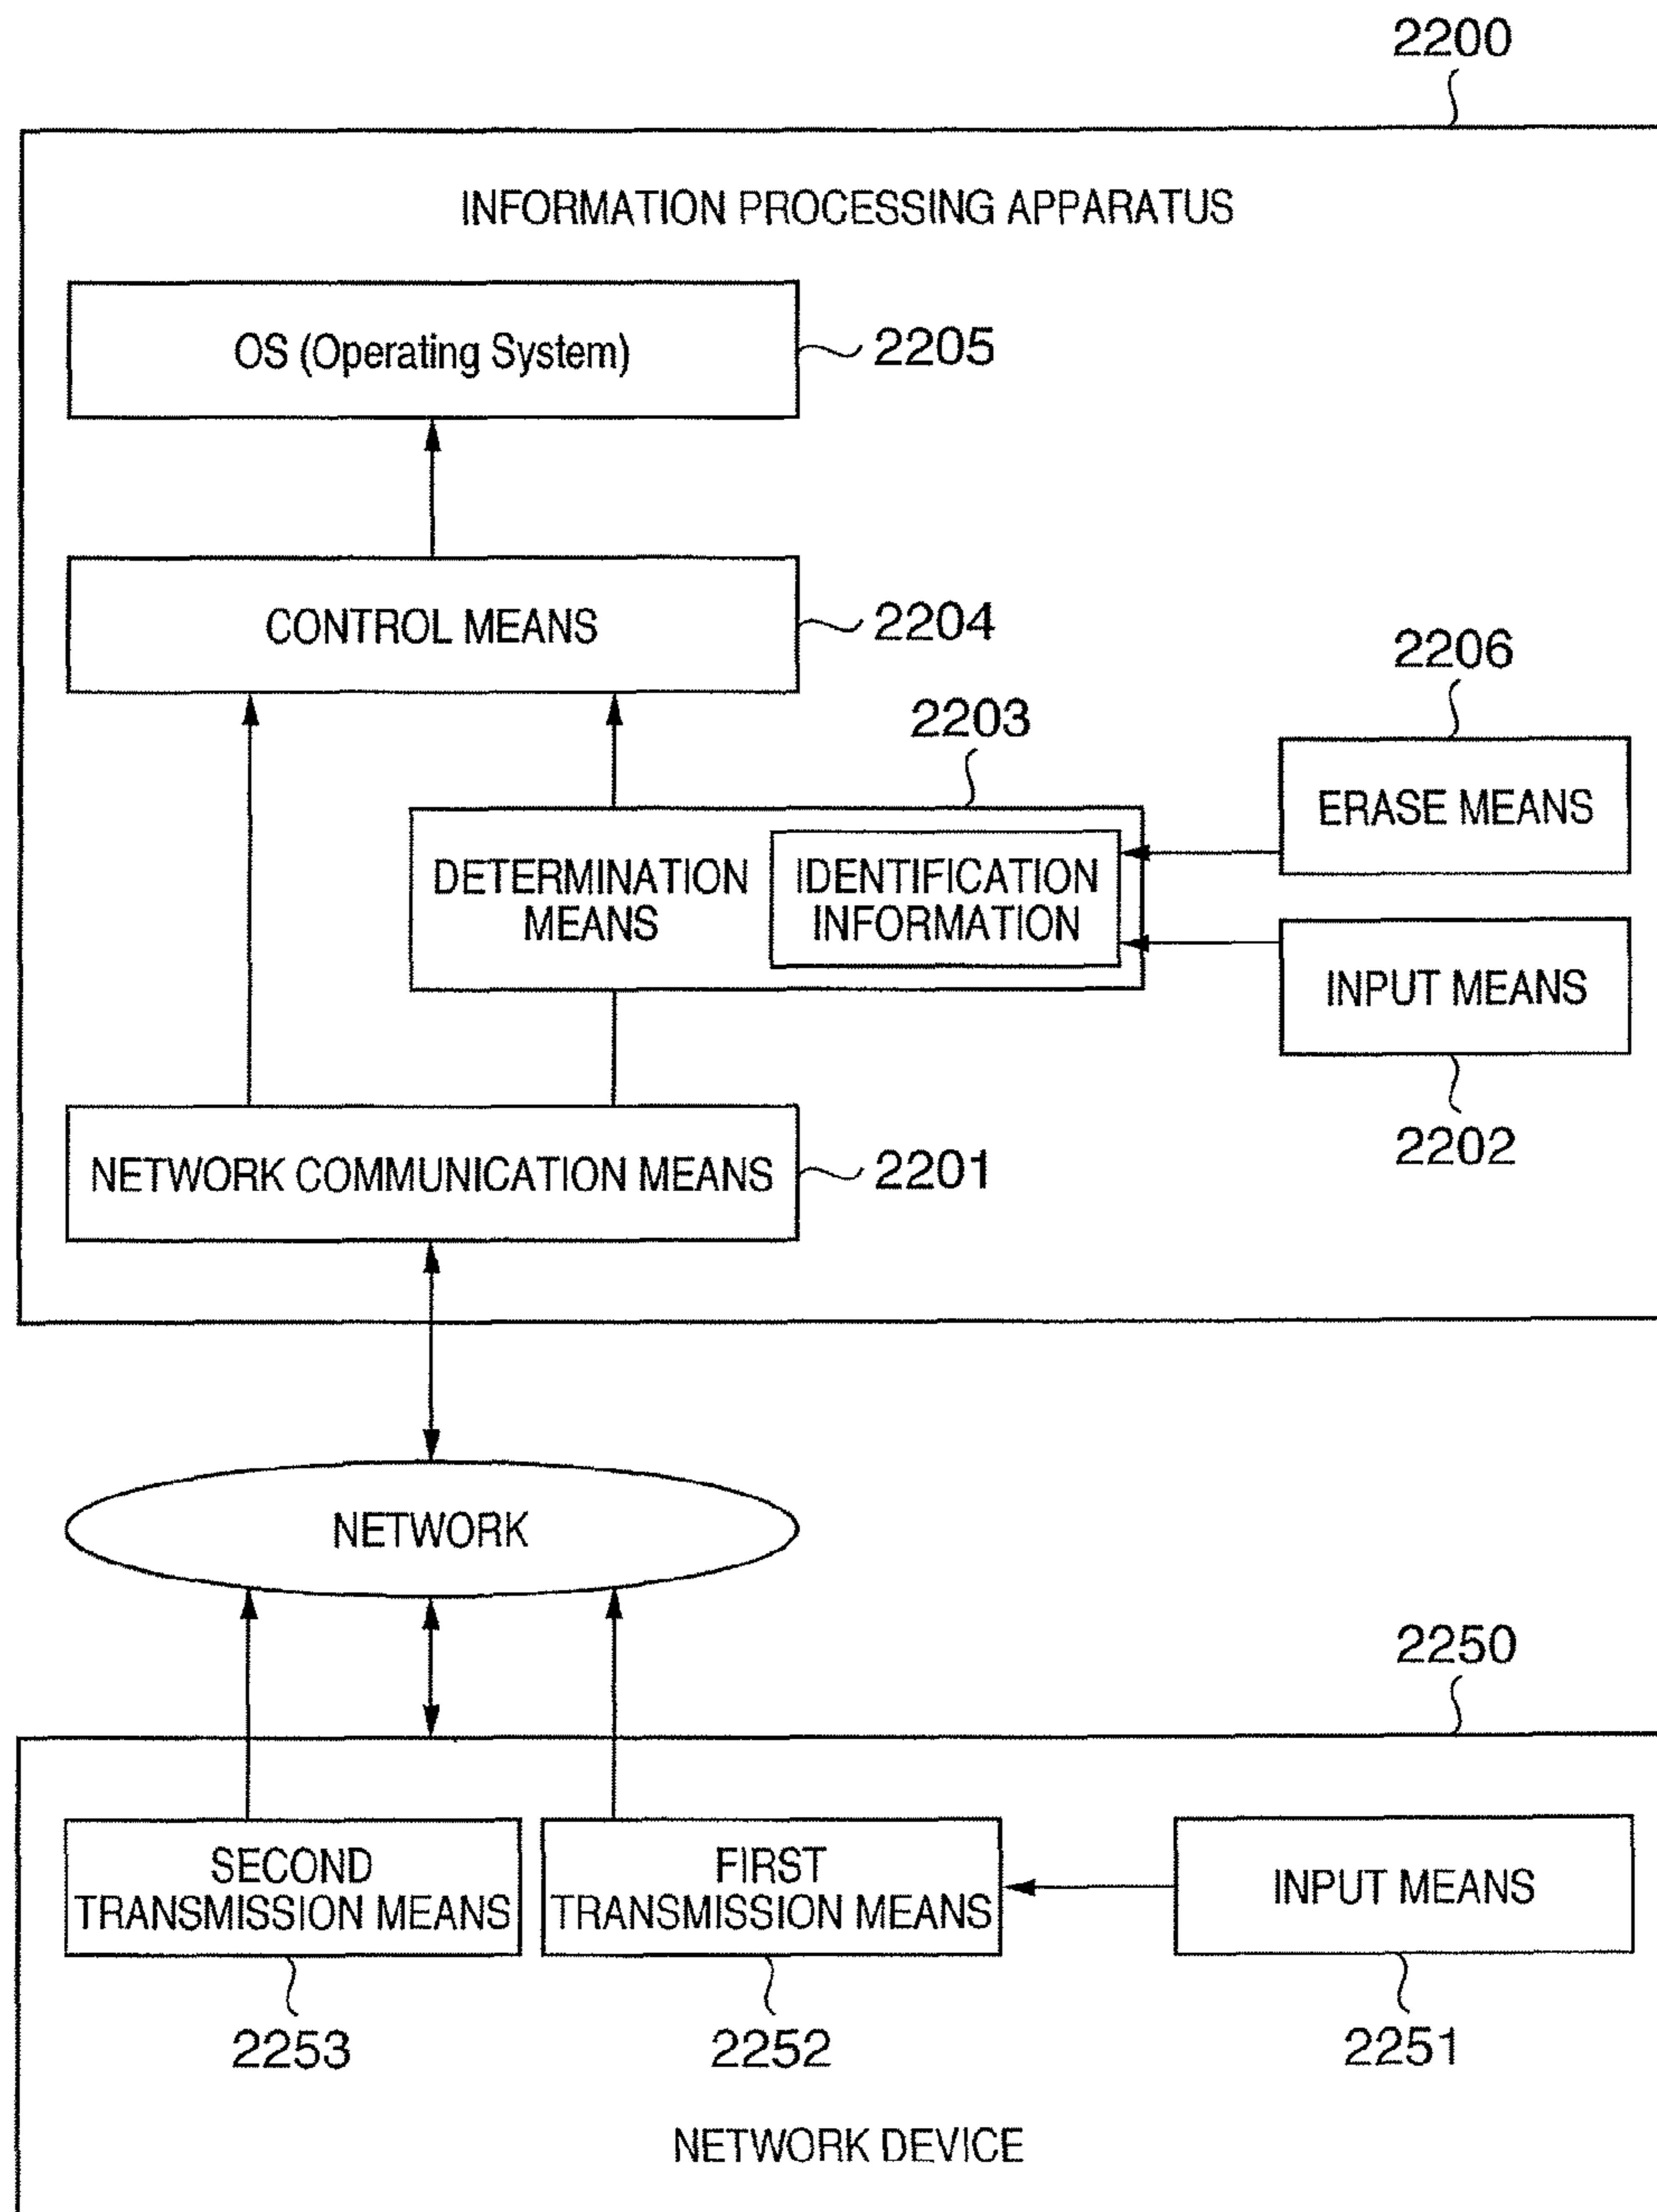 2200
INFORMATION PROCESSING APPARATUS
OS (Operating System)
2205
CONTROL MEANS
2204
2206
2203
ERASE MEANS
DETERMINATION
MEANS
IDENTIFICATION
INFORMATION
INPUT MEANS
2202
NETWORK COMMUNICATION MEANS
2201
NETWORK
2250
SECOND
TRANSMISSION MEANS
FIRST
TRANSMISSION MEANS
INPUT MEANS
2253
2252
2251
NETWORK DEVICE